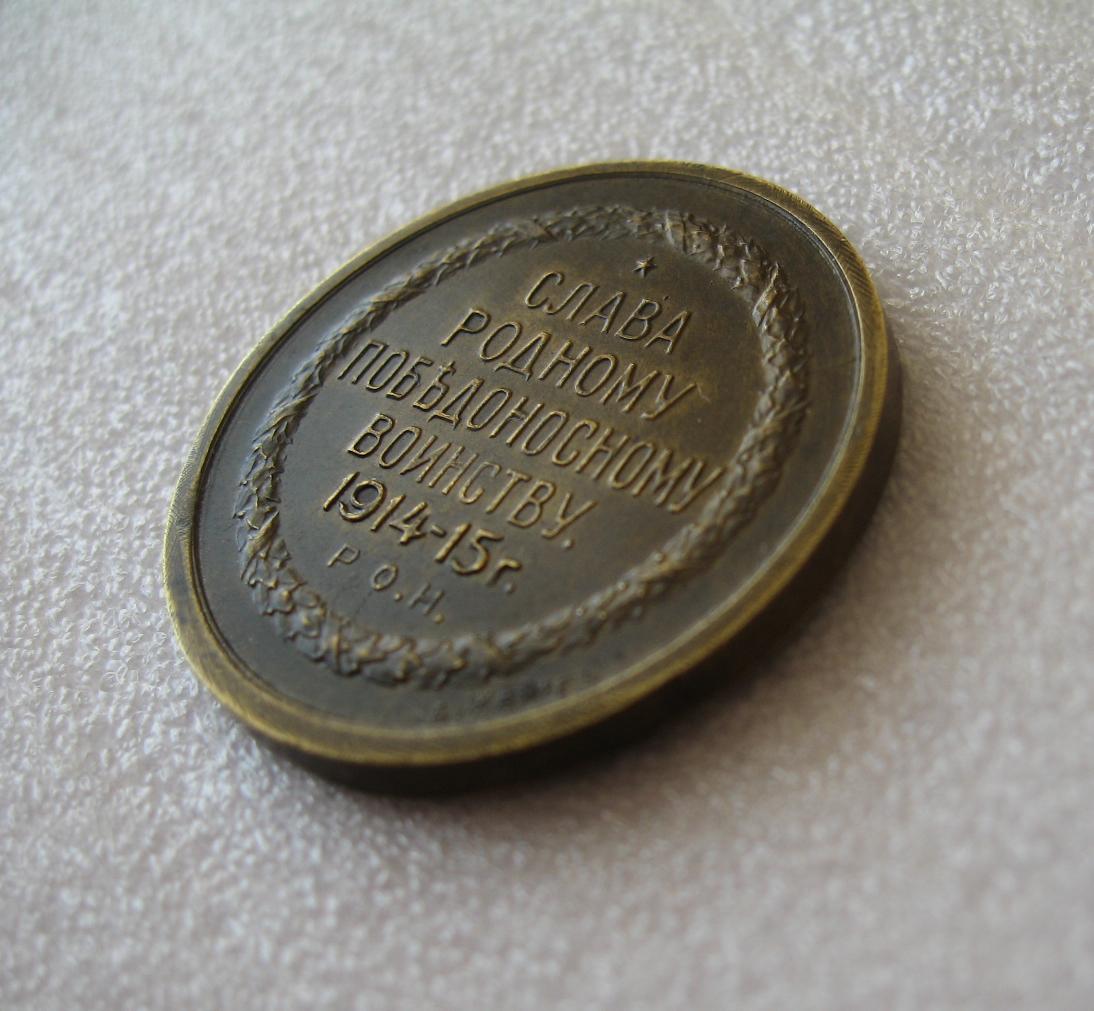 СЛАВА
РОДНОМУ
ПОБѢДОНОСНОМУ
ВОИНСТВУ.
1914-15г.
Р.О.Н.